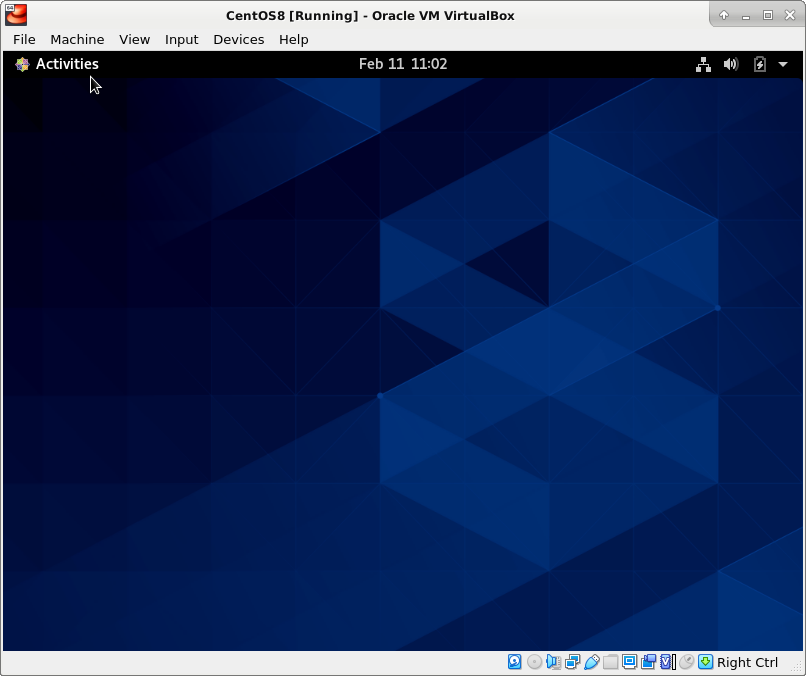 CentOS8 [Running] - Oracle VM VirtualBox
File Machine View Input Devices Help
Activities Feb 11 11:02
Right Ctrl